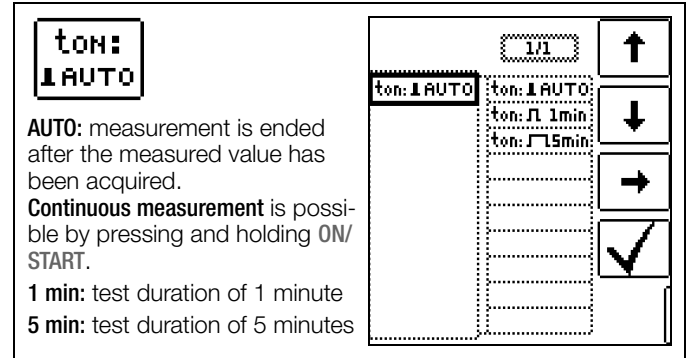 ton:
AUTO
AUTO: measurement is ended
after the measured value has
been acquired.
Continuous measurement is possi-
ble by pressing and holding ON/
START.
1 min: test duration of 1 minute
5 min: test duration of 5 minutes
1/1
ton: AUTO
ton: AUTO
ton: 1min
ton: 5min